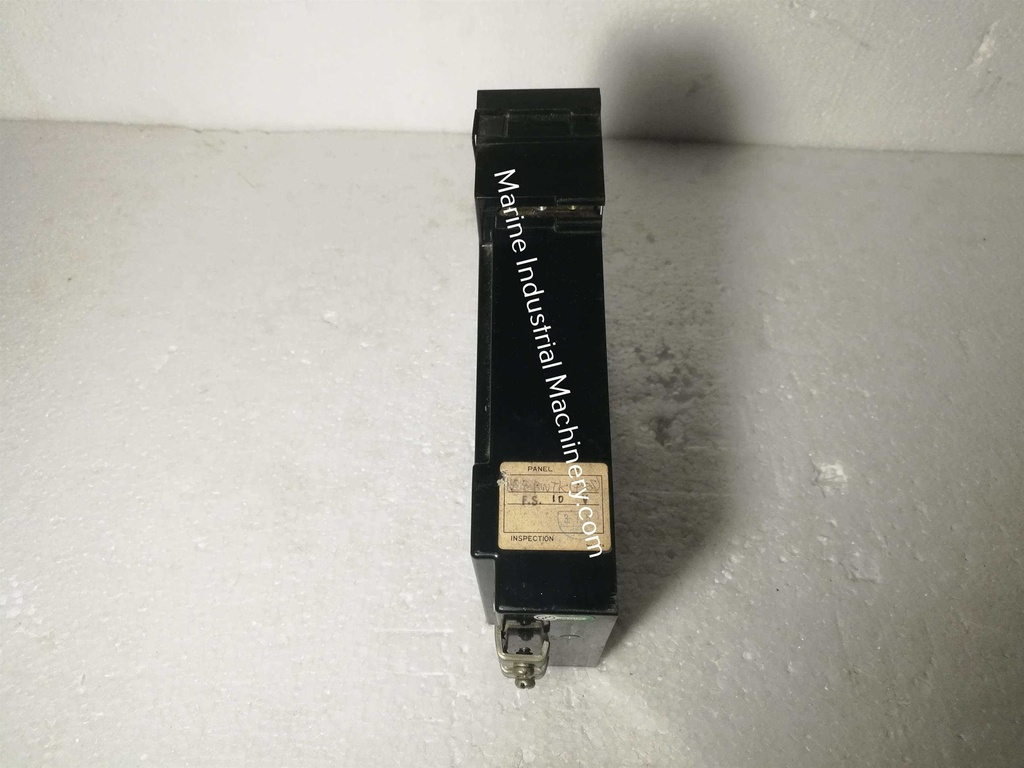 Marine Industrial Machinery.com
PANEL
F.S. 10
INSPECTION